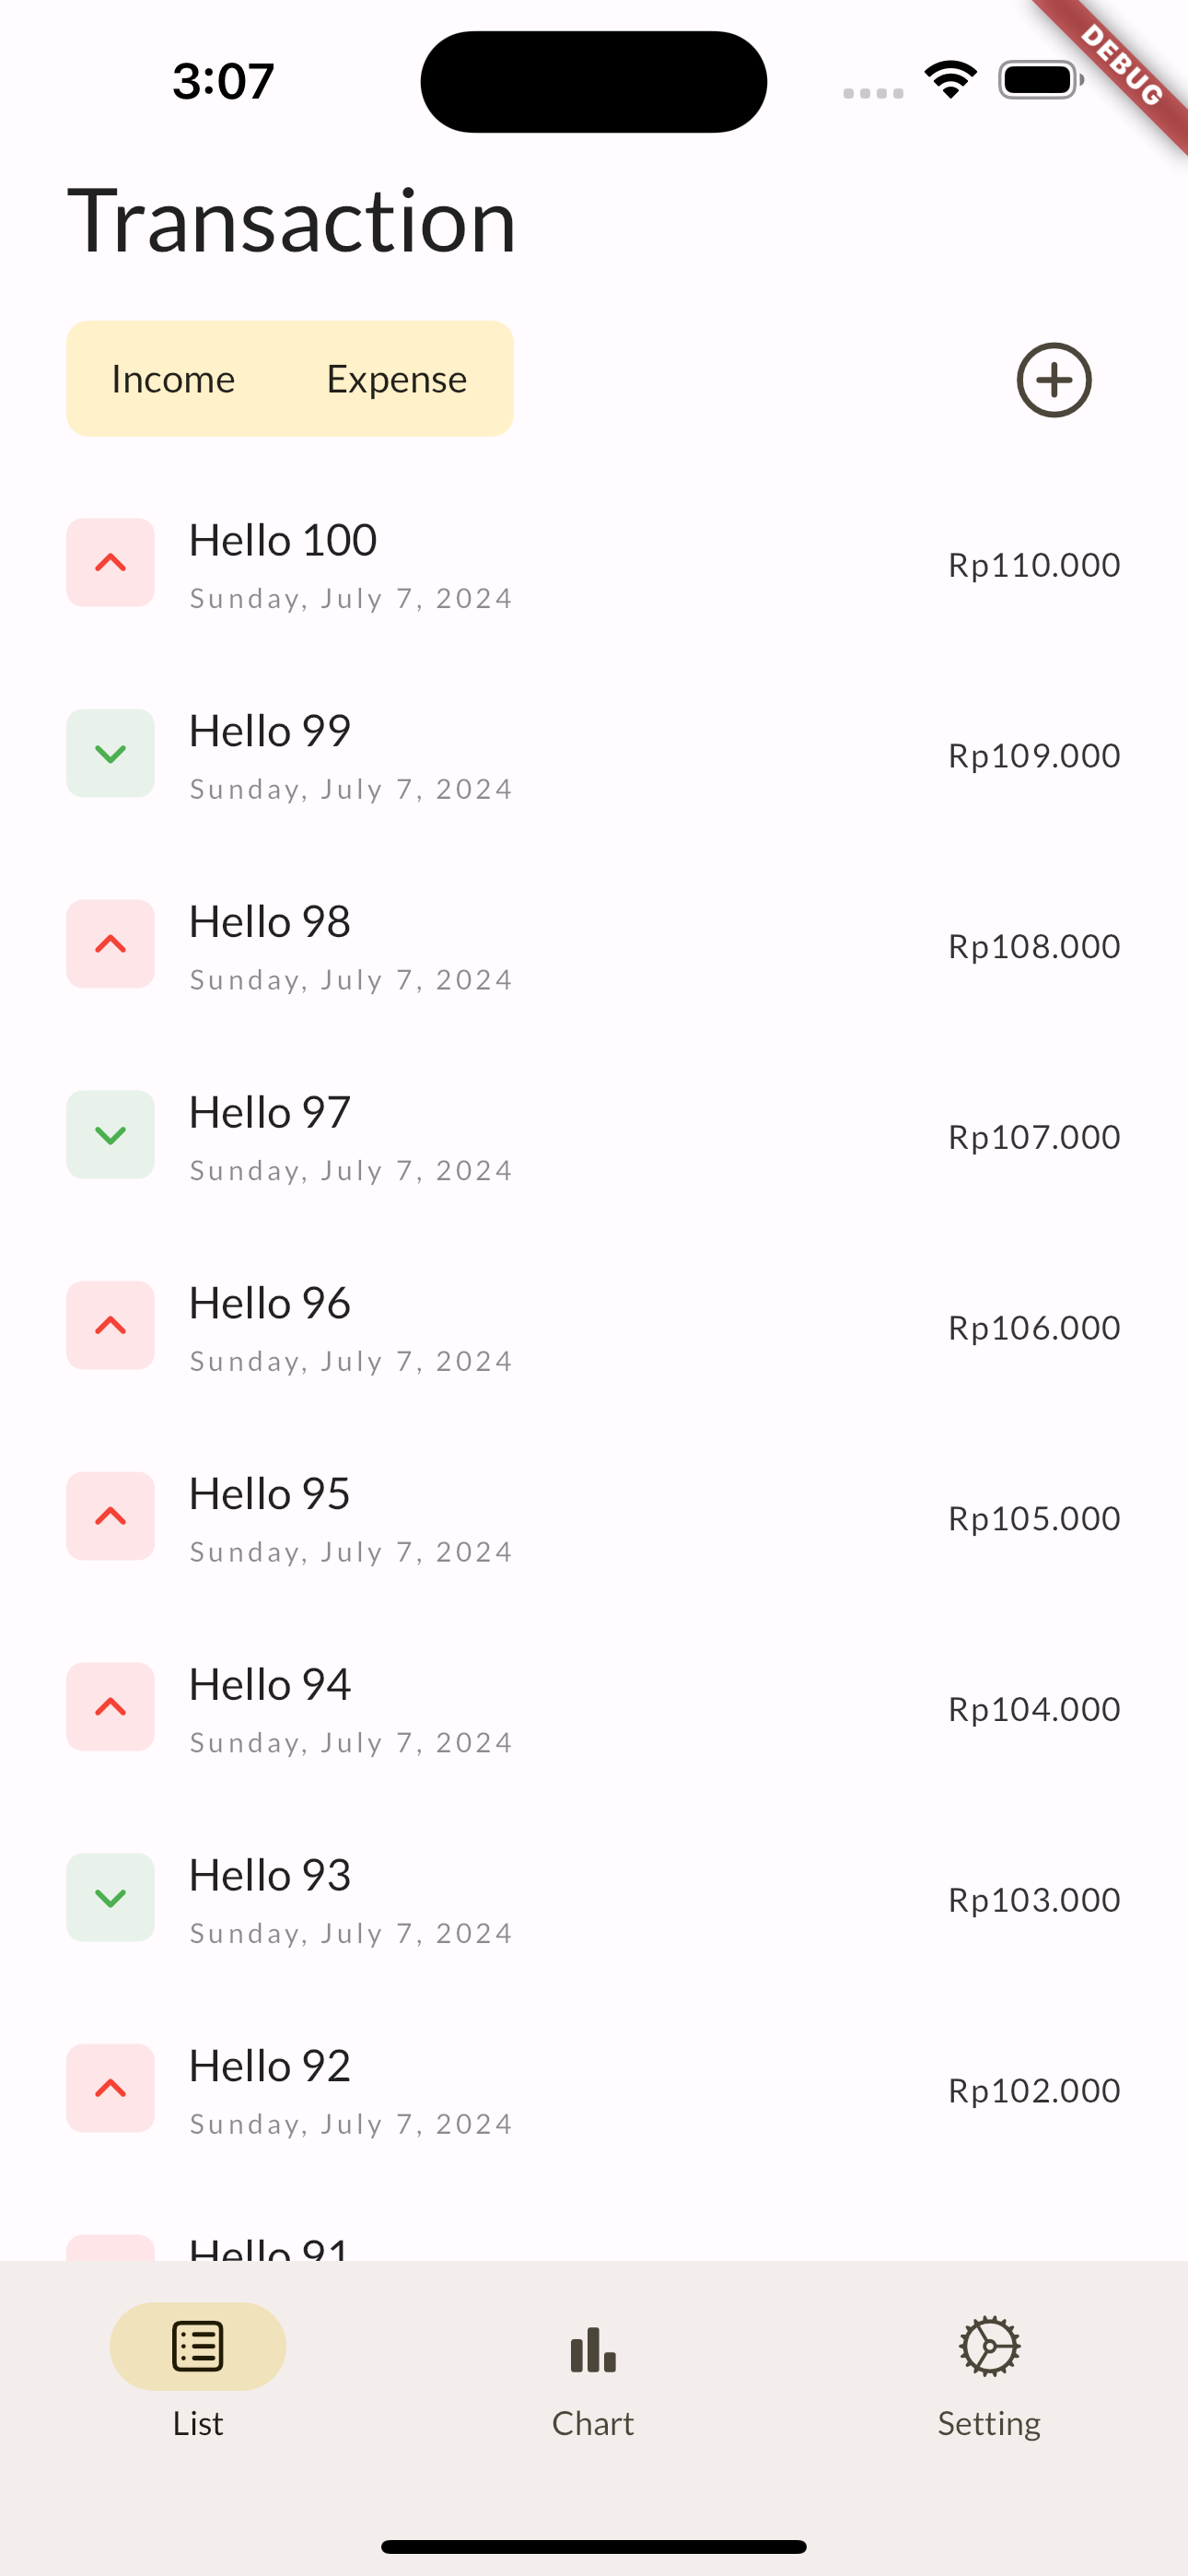 3:07
DEBUG
Transaction
Income Expense
Hello 100
Sunday, July 7, 2024
Rp110.000
Hello 99
Sunday, July 7, 2024
Rp109.000
Hello 98
Sunday, July 7, 2024
Rp108.000
Hello 97
Sunday, July 7, 2024
Rp107.000
Hello 96
Sunday, July 7, 2024
Rp106.000
Hello 95
Sunday, July 7, 2024
Rp105.000
Hello 94
Sunday, July 7, 2024
Rp104.000
Hello 93
Sunday, July 7, 2024
Rp103.000
Hello 92
Sunday, July 7, 2024
Rp102.000
Hello 91
List Chart Setting